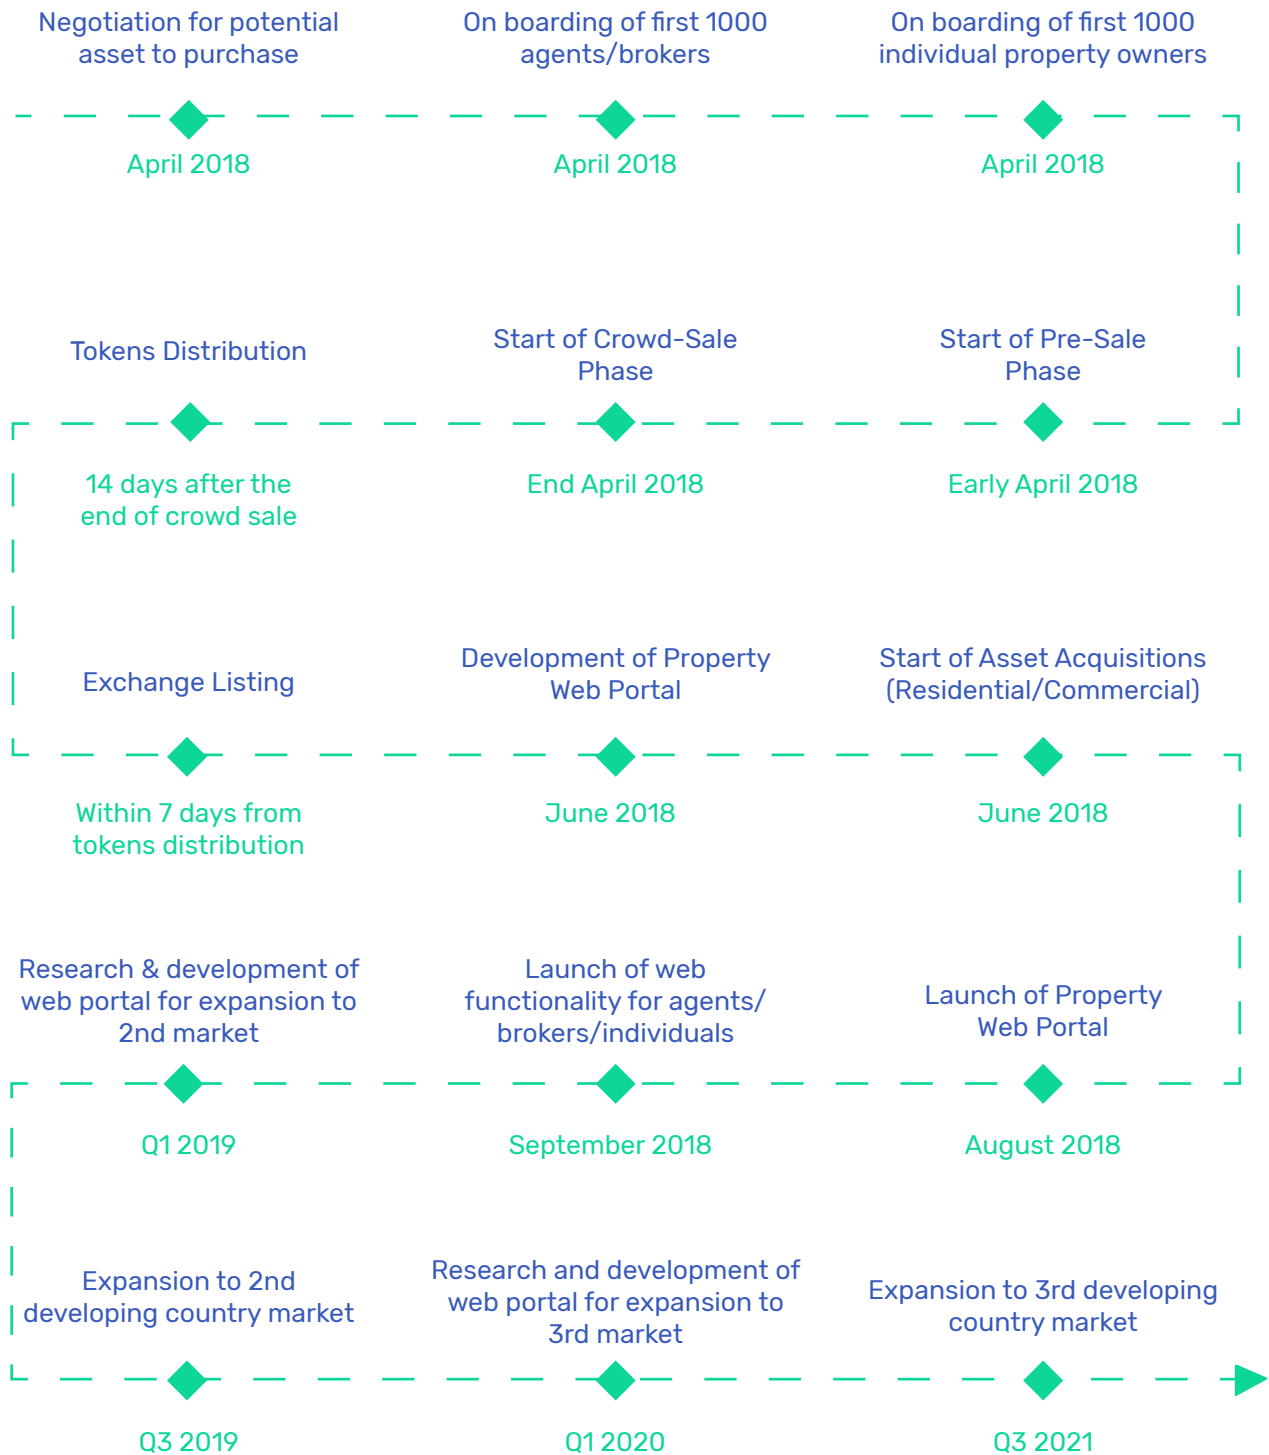 Negotiation for potential
asset to purchase
April 2018
On boarding of first 1000
agents/brokers
April 2018
On boarding of first 1000
individual property owners
April 2018
Start of Pre-Sale
Phase
Early April 2018
Start of Crowd-Sale
Phase
End April 2018
Tokens Distribution
14 days after the
end of crowd sale
Exchange Listing
Within 7 days from
tokens distribution
Development of Property
Web Portal
June 2018
Start of Asset Acquisitions
(Residential/Commercial)
June 2018
Launch of Property
Web Portal
August 2018
Launch of web
functionality for agents/
brokers/individuals
September 2018
Research & development of
web portal for expansion to
2nd market
Q1 2019
Expansion to 2nd
developing country market
Q3 2019
Research and development of
web portal for expansion to
3rd market
Q1 2020
Expansion to 3rd developing
country market
Q3 2021